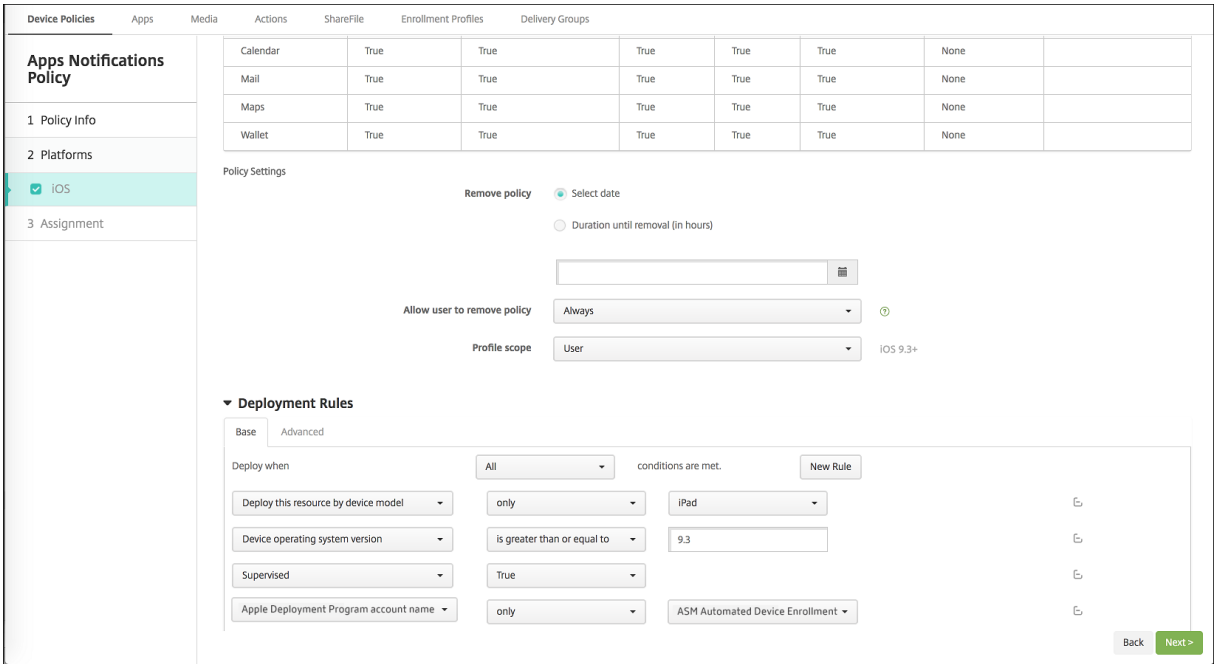 Device Policies Apps Media Actions ShareFile Enrollment Profiles Delivery Groups
Apps Notifications
Policy
1 Policy Info
2 Platforms
iOS
3 Assignment
Calendar True True True True True None
Mail True True True True True None
Maps True True True True True None
Wallet True True True True True None
Policy Settings
Remove policy Select date
Duration until removal (in hours)
Allow user to remove policy Always ?
Profile scope User iOS 9.3+
Deployment Rules
Base Advanced
Deploy when All conditions are met. New Rule
Deploy this resource by device model only iPad
Device operating system version is greater than or equal to 9.3
Supervised True
Apple Deployment Program account name only ASM Automated Device Enrollment
Back Next >